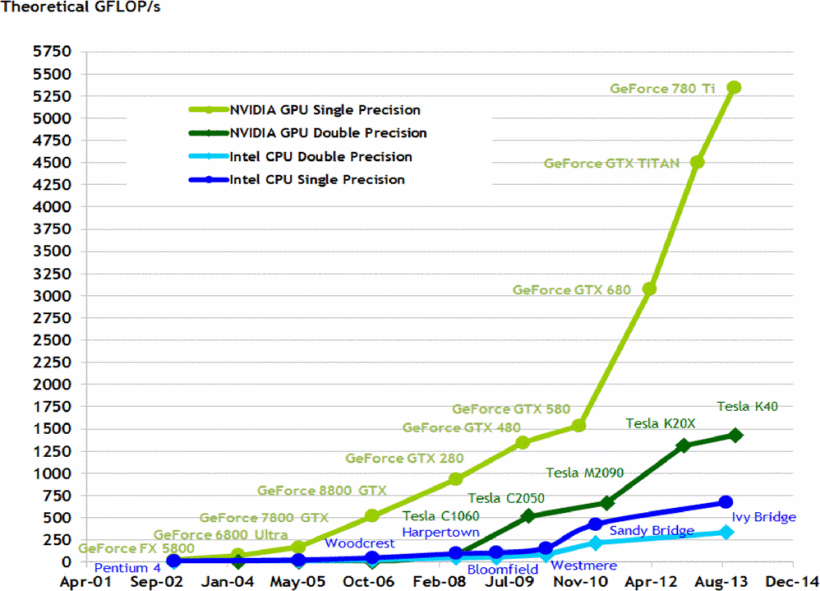 Theoretical GFLOP/s
5750
5500
5250
5000
4750
4500
4250
4000
3750
3500
3250
3000
2750
2500
2250
2000
1750
1500
1250
1000
750
500
250
0
NVIDIA GPU Single Precision
NVIDIA GPU Double Precision
Intel CPU Double Precision
Intel CPU Single Precision
GeForce 780 Ti
GeForce GTX TITAN
GeForce GTX 680
GeForce GTX 580
GeForce GTX 480
GeForce GTX 280
GeForce 8800 GTX
GeForce 7800 GTX
GeForce 6800 Ultra
GeForce FX 5800
Tesla K40
Tesla K20X
Tesla M2090
Tesla C2050
Tesla C1060
Harpertown
Woodcrest
Pentium 4
Bloomfield
Westmere
Sandy Bridge
Ivy Bridge
Apr-01 Sep-02 Jan-04 May-05 Oct-06 Feb-08 Jul-09 Nov-10 Apr-12 Aug-13 Dec-14